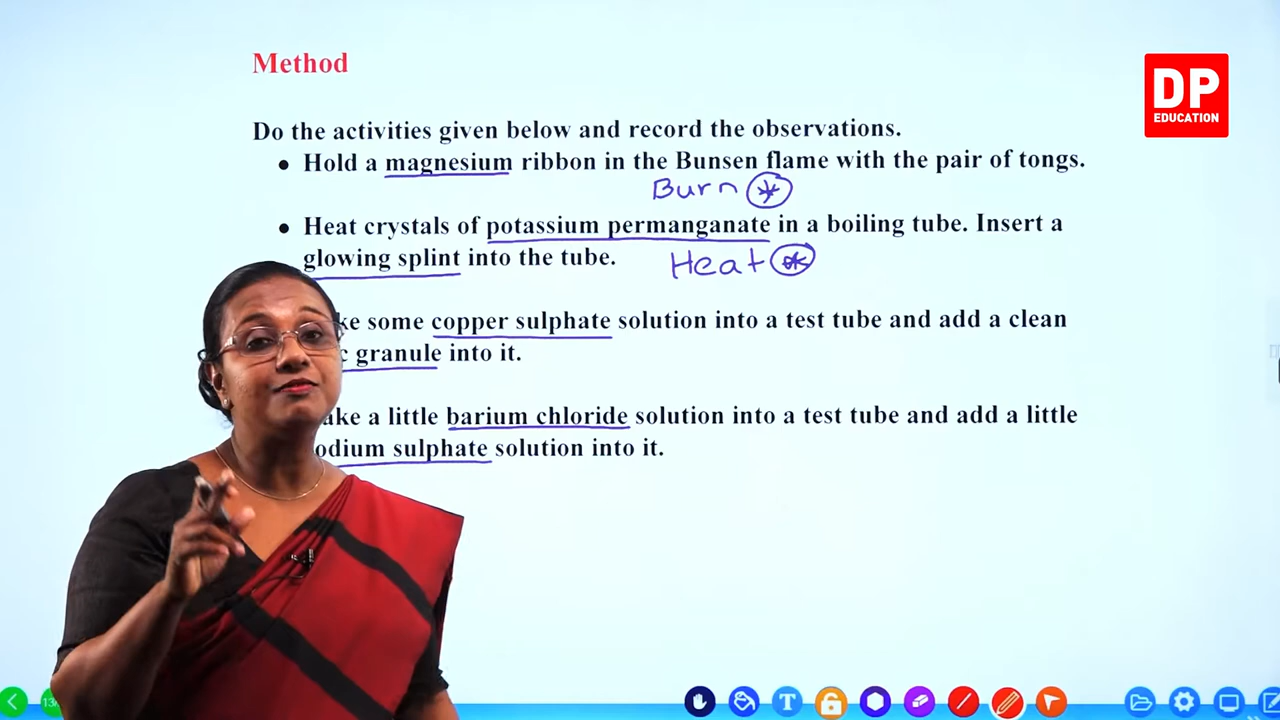 Method
DP
EDUCATION
Do the activities given below and record the observations.
Hold a magnesium ribbon in the Bunsen flame with the pair of tongs.
Burn
Heat crystals of potassium permanganate in a boiling tube. Insert a
glowing splint into the tube.
Heat
ke some copper sulphate solution into a test tube and add a clean
c granule into it.
ake a little barium chloride solution into a test tube and add a little
odium sulphate solution into it.
T